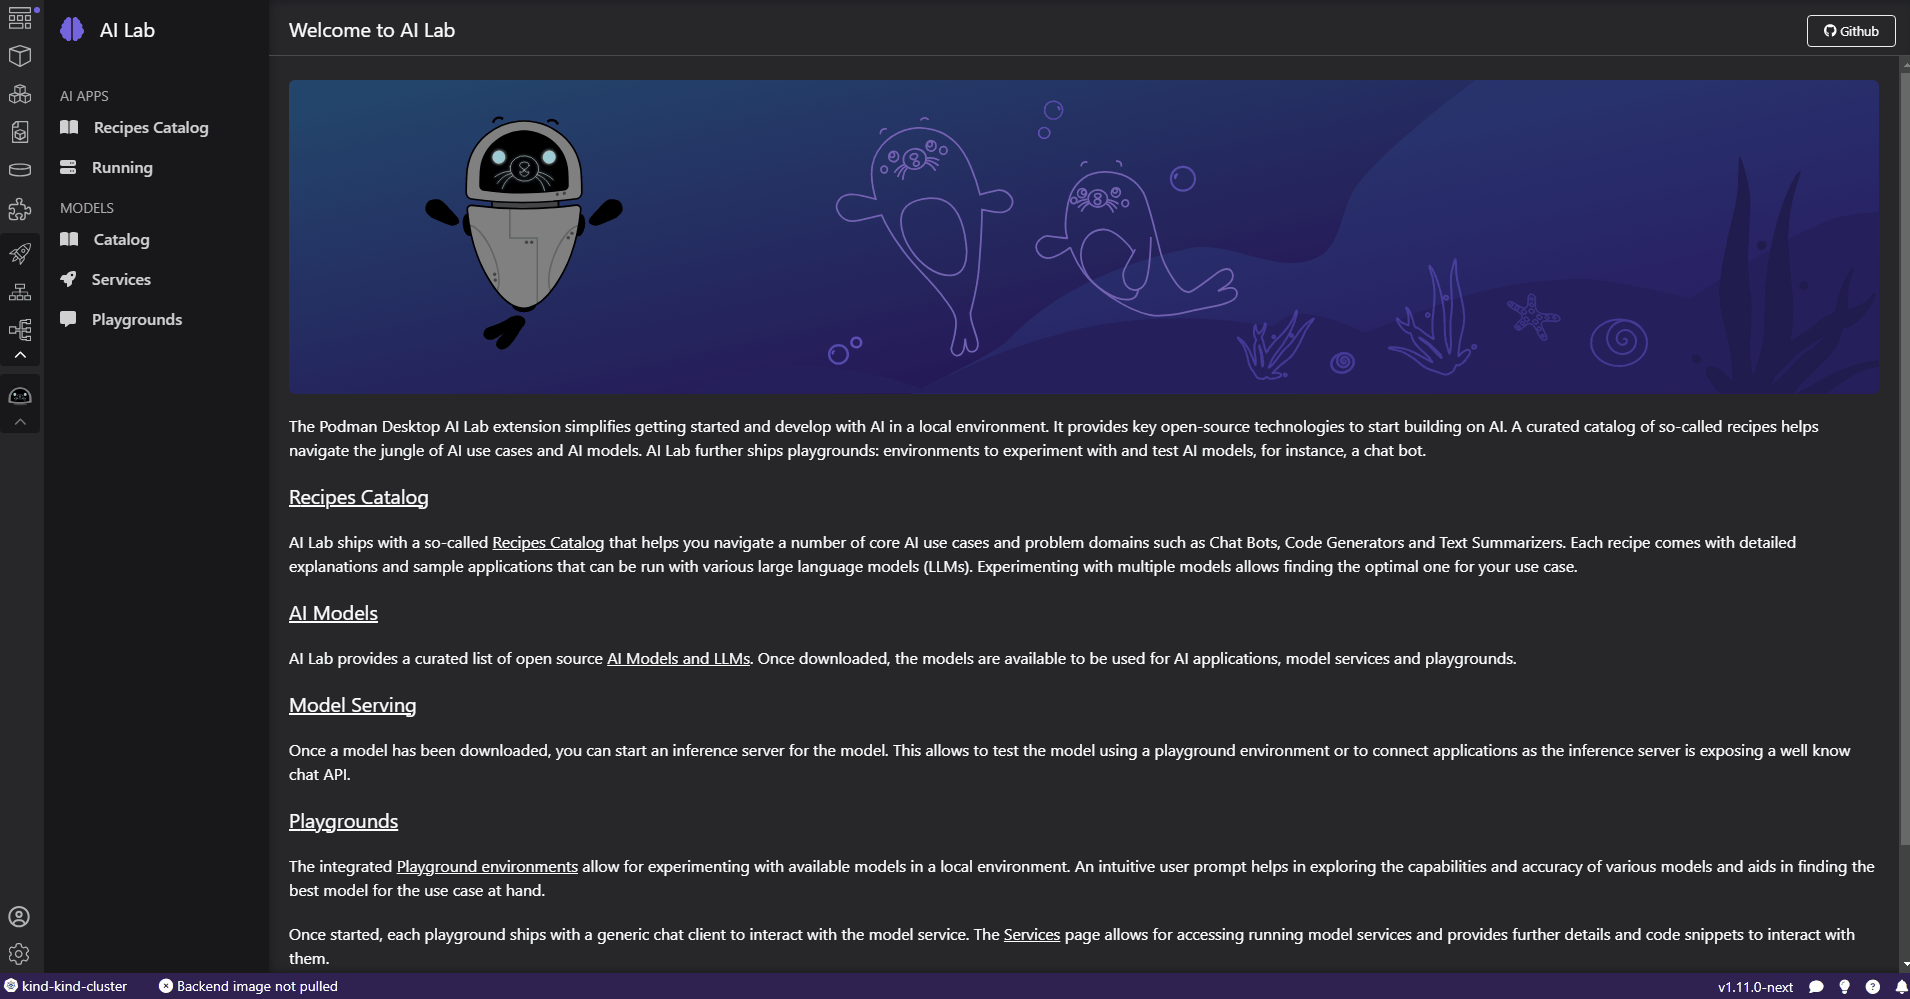 AI Lab
AI APPS
Recipes Catalog
Running
MODELS
Catalog
Services
Playgrounds
Welcome to AI Lab
Github
The Podman Desktop AI Lab extension simplifies getting started and develop with AI in a local environment. It provides key open-source technologies to start building on AI. A curated catalog of so-called recipes helps
navigate the jungle of AI use cases and AI models. AI Lab further ships playgrounds: environments to experiment with and test AI models, for instance, a chat bot.
Recipes Catalog
AI Lab ships with a so-called Recipes Catalog that helps you navigate a number of core AI use cases and problem domains such as Chat Bots, Code Generators and Text Summarizers. Each recipe comes with detailed
explanations and sample applications that can be run with various large language models (LLMs). Experimenting with multiple models allows finding the optimal one for your use case.
AI Models
AI Lab provides a curated list of open source AI Models and LLMs. Once downloaded, the models are available to be used for AI applications, model services and playgrounds.
Model Serving
Once a model has been downloaded, you can start an inference server for the model. This allows to test the model using a playground environment or to connect applications as the inference server is exposing a well know
chat API.
Playgrounds
The integrated Playground environments allow for experimenting with available models in a local environment. An intuitive user prompt helps in exploring the capabilities and accuracy of various models and aids in finding the
best model for the use case at hand.
Once started, each playground ships with a generic chat client to interact with the model service. The Services page allows for accessing running model services and provides further details and code snippets to interact with
them.
kind-kind-cluster
Backend image not pulled
v1.11.0-next